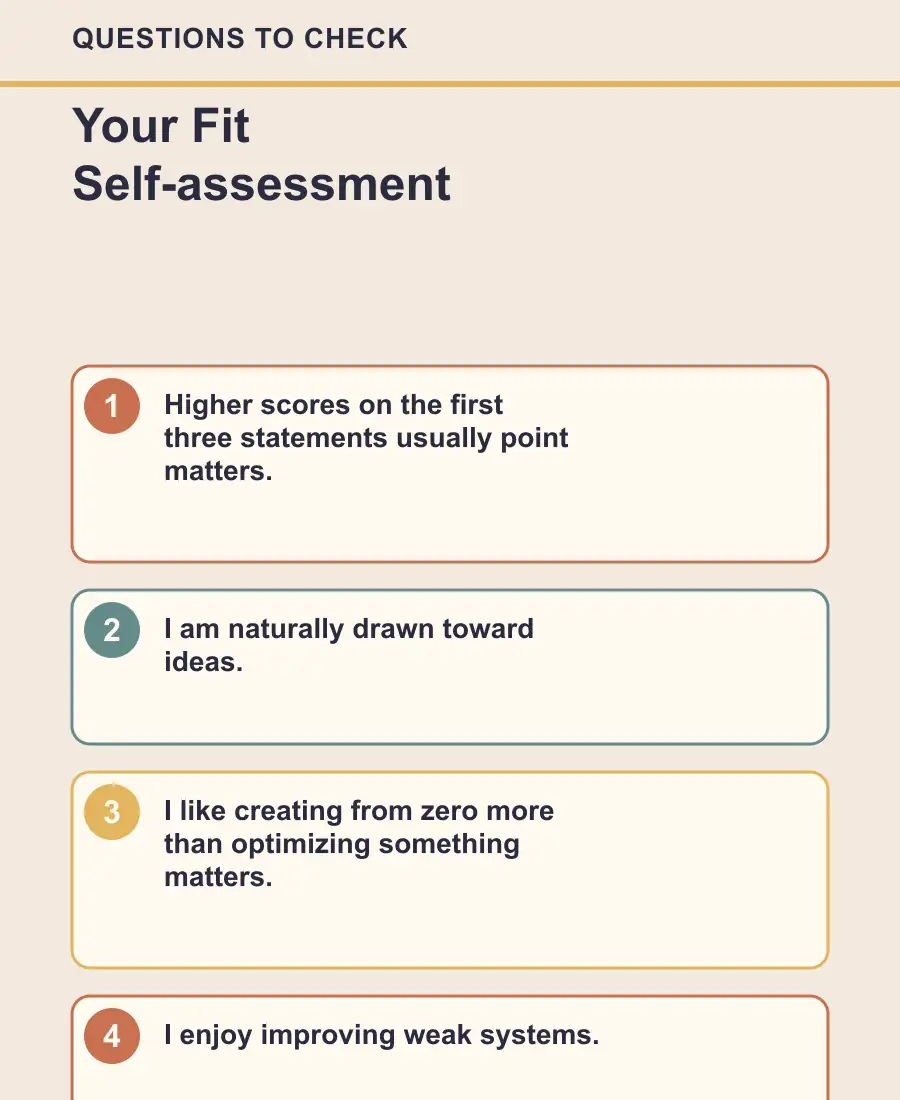 QUESTIONS TO CHECK
Your Fit
Self-assessment
1
Higher scores on the first
three statements usually point
matters.
2
I am naturally drawn toward
ideas.
3
I like creating from zero more
than optimizing something
matters.
4
I enjoy improving weak systems.